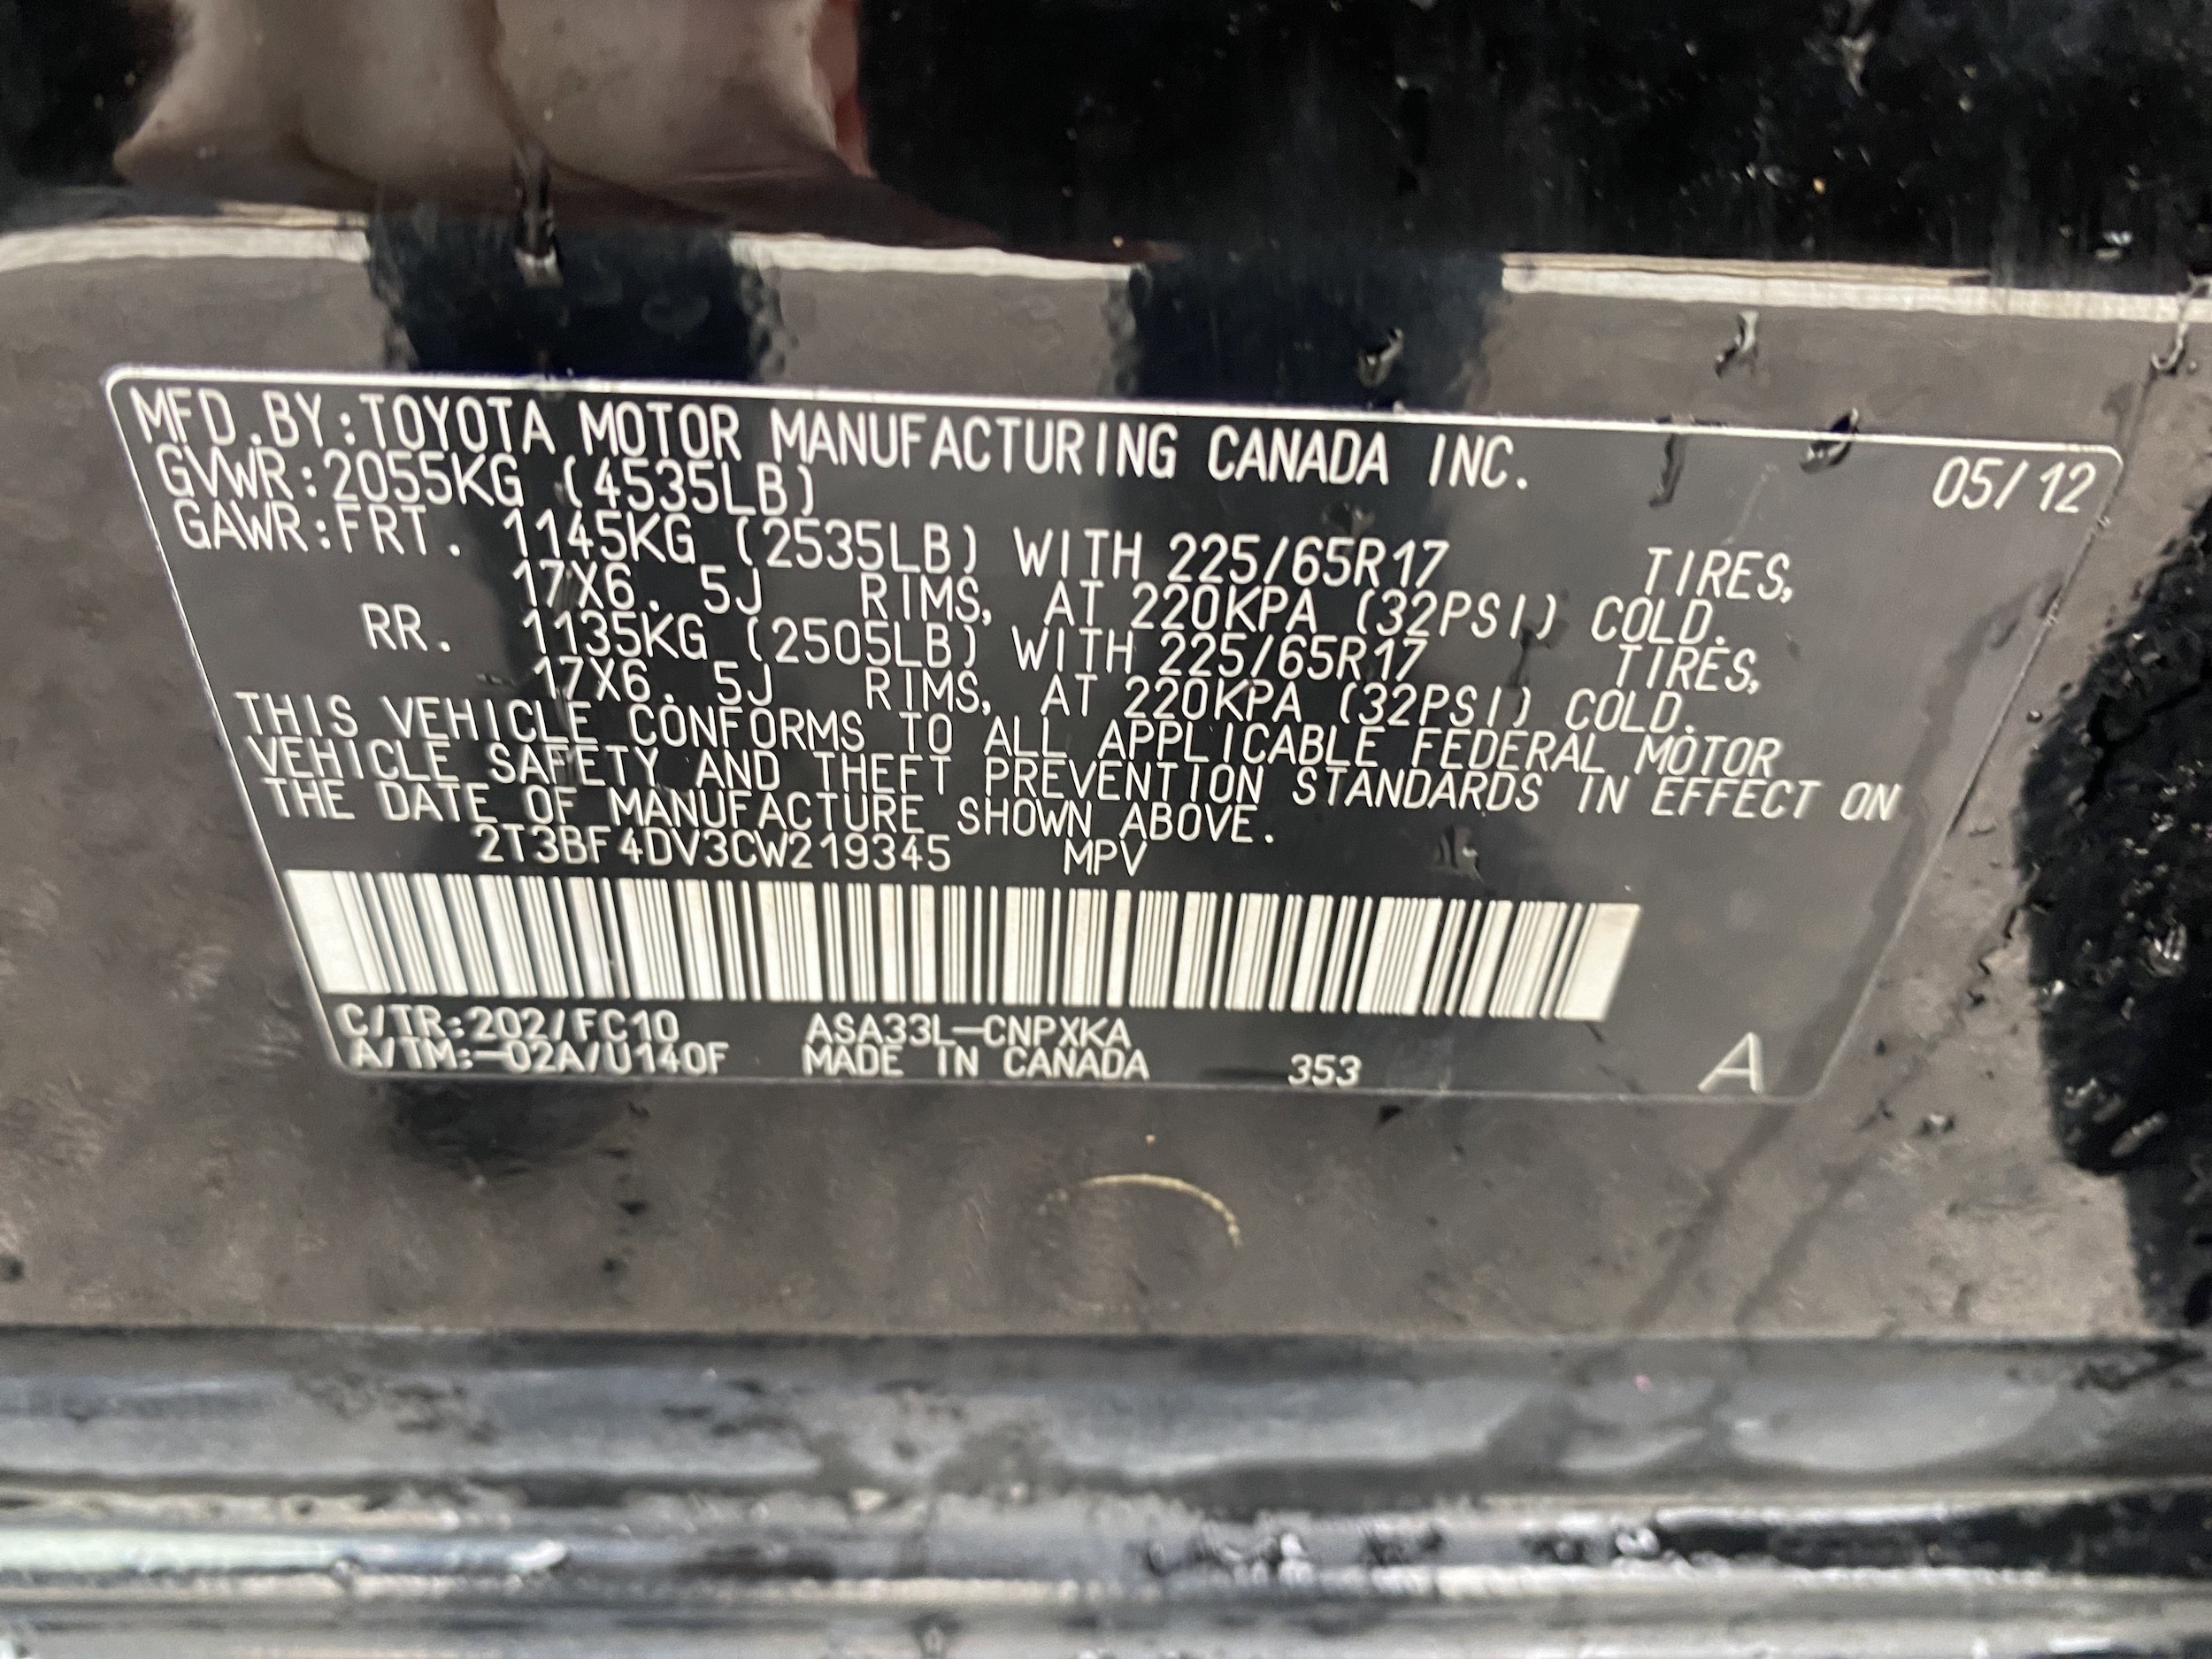 MFD.BY:TOYOTA MOTOR MANUFACTURING CANADA INC. 05/12
GVWR:2055KG (4535LB)
GAWR:FRT. 1145KG (2535LB) WITH 225/65R17 TIRES,
17X6.5J RIMS, AT 220KPA (32PSI) COLD.
RR. 1135KG (2505LB) WITH 225/65R17 TIRES,
17X6.5J RIMS, AT 220KPA (32PSI) COLD.
THIS VEHICLE CONFORMS TO ALL APPLICABLE FEDERAL MOTOR
VEHICLE SAFETY AND THEFT PREVENTION STANDARDS IN EFFECT ON
THE DATE OF MANUFACTURE SHOWN ABOVE.
2T3BF4DV3CW219345 MPV
C/TR:202/FC10 ASA33L-CNPXKA
A/TM:-02A/U140F MADE IN CANADA 353 A